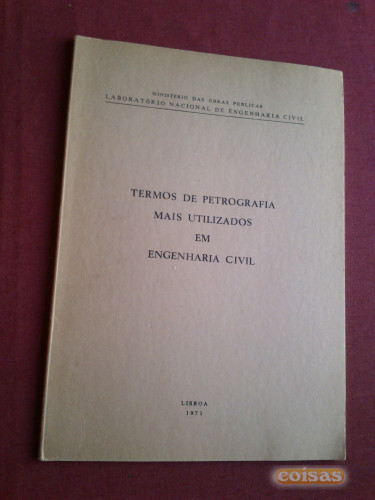 MINISTÉRIO DAS OBRAS PÚBLICAS
LABORATÓRIO NACIONAL DE ENGENHARIA CIVIL
TERMOS DE PETROGRAFIA
MAIS UTILIZADOS
EM
ENGENHARIA CIVIL
LISBOA
1971
coisas